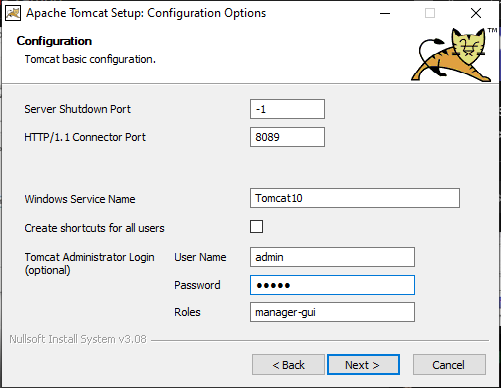 Apache Tomcat Setup: Configuration Options
Configuration
Tomcat basic configuration.
TM
Server Shutdown Port
-1
HTTP/1.1 Connector Port
8089
Windows Service Name
Tomcat10
Create shortcuts for all users
Tomcat Administrator Login
(optional)
User Name
admin
Password
●●●●●
Roles
manager-gui
Nullsoft Install System v3.08
< Back
Next >
Cancel